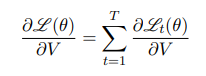 ∂ℒ(θ)/∂V = ∑_{t=1}^{T} ∂ℒ_t(θ)/∂V